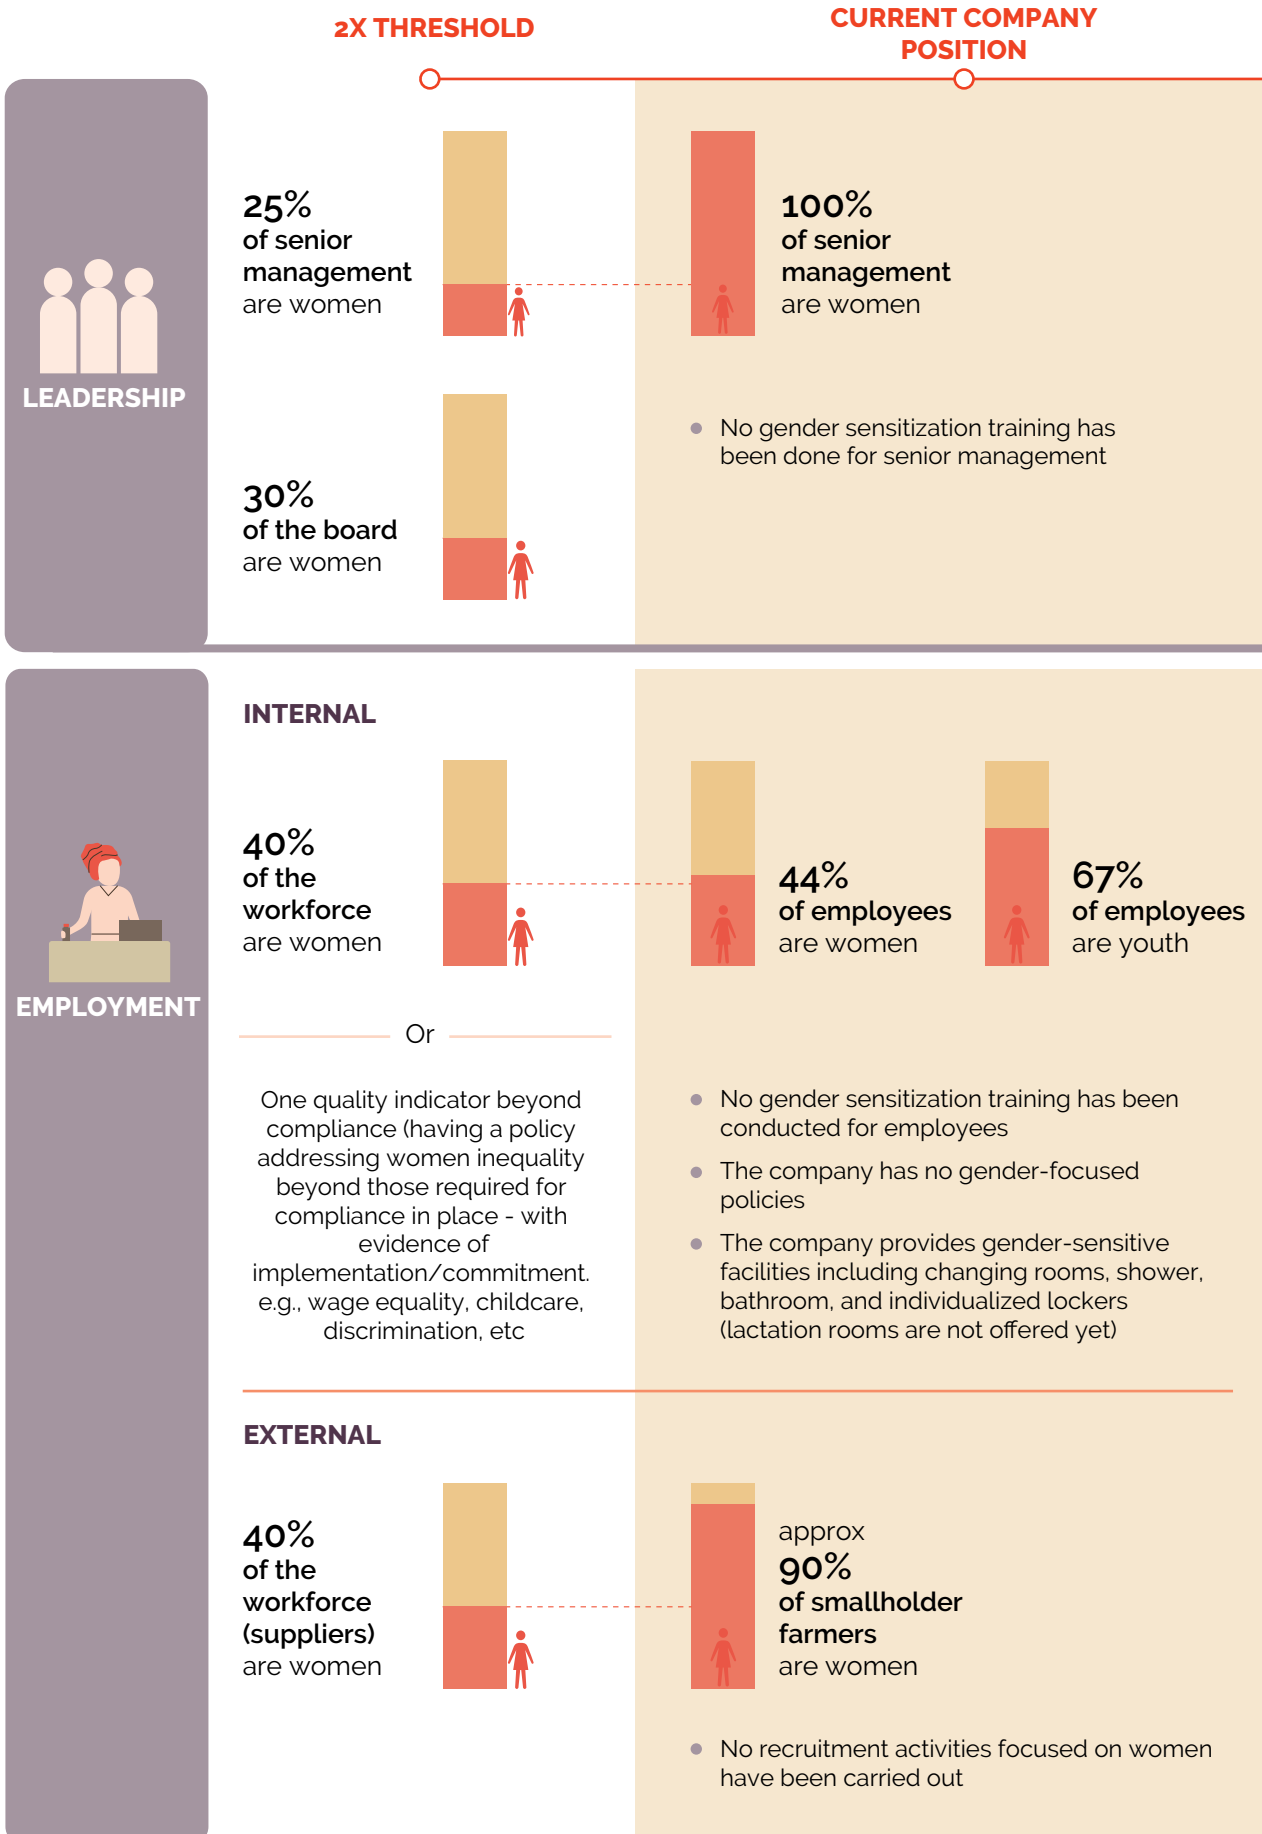 2X THRESHOLD
CURRENT COMPANY
POSITION
LEADERSHIP
25%
of senior
management
are women
100%
of senior
management
are women
30%
of the board
are women
No gender sensitization training has
been done for senior management
EMPLOYMENT
INTERNAL
40%
of the
workforce
are women
44%
of employees
are women
67%
of employees
are youth
Or
One quality indicator beyond
compliance (having a policy
addressing women inequality
beyond those required for
compliance in place - with
evidence of
implementation/commitment.
e.g., wage equality, childcare,
discrimination, etc
No gender sensitization training has been
conducted for employees
The company has no gender-focused
policies
The company provides gender-sensitive
facilities including changing rooms, shower,
bathroom, and individualized lockers
(lactation rooms are not offered yet)
EXTERNAL
40%
of the
workforce
(suppliers)
are women
approx
90%
of smallholder
farmers
are women
No recruitment activities focused on women
have been carried out